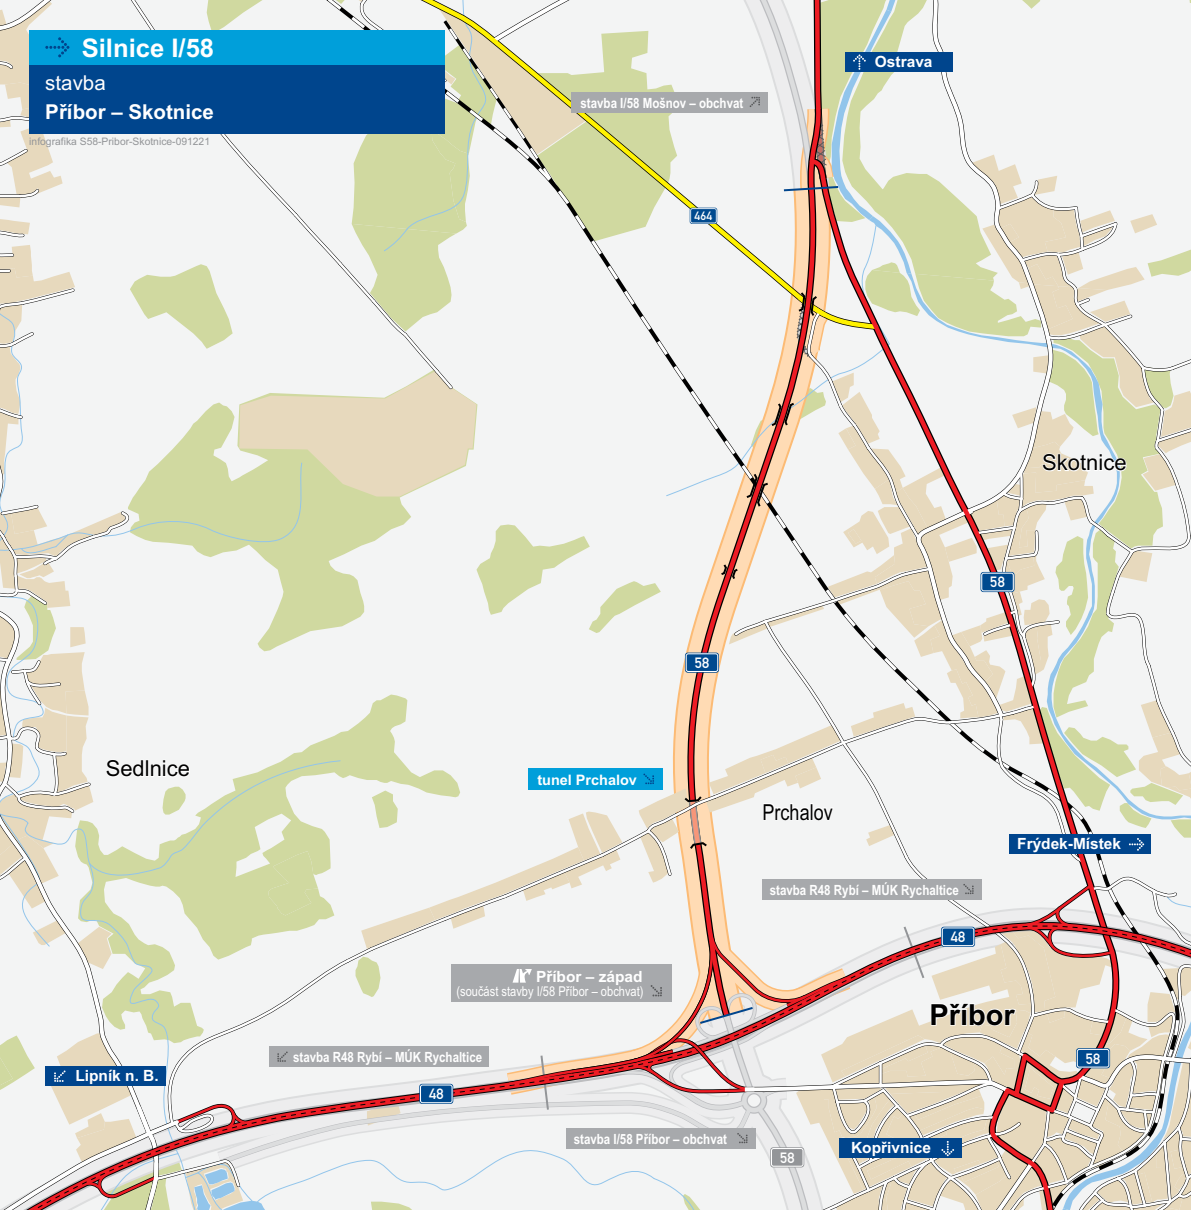 Silnice I/58
stavba
Příbor – Skotnice
infografika S58-Pribor-Skotnice-091221
Ostrava
stavba I/58 Mošnov – obchvat
464
Skotnice
58
58
Sedlnice
tunel Prchalov
Prchalov
Frýdek-Místek
stavba R48 Rybí – MÚK Rychaltice
48
Příbor – západ
(součást stavby I/58 Příbor – obchvat)
Příbor
stavba R48 Rybí – MÚK Rychaltice
58
Lipník n. B.
48
stavba I/58 Příbor – obchvat
58
Kopřivnice